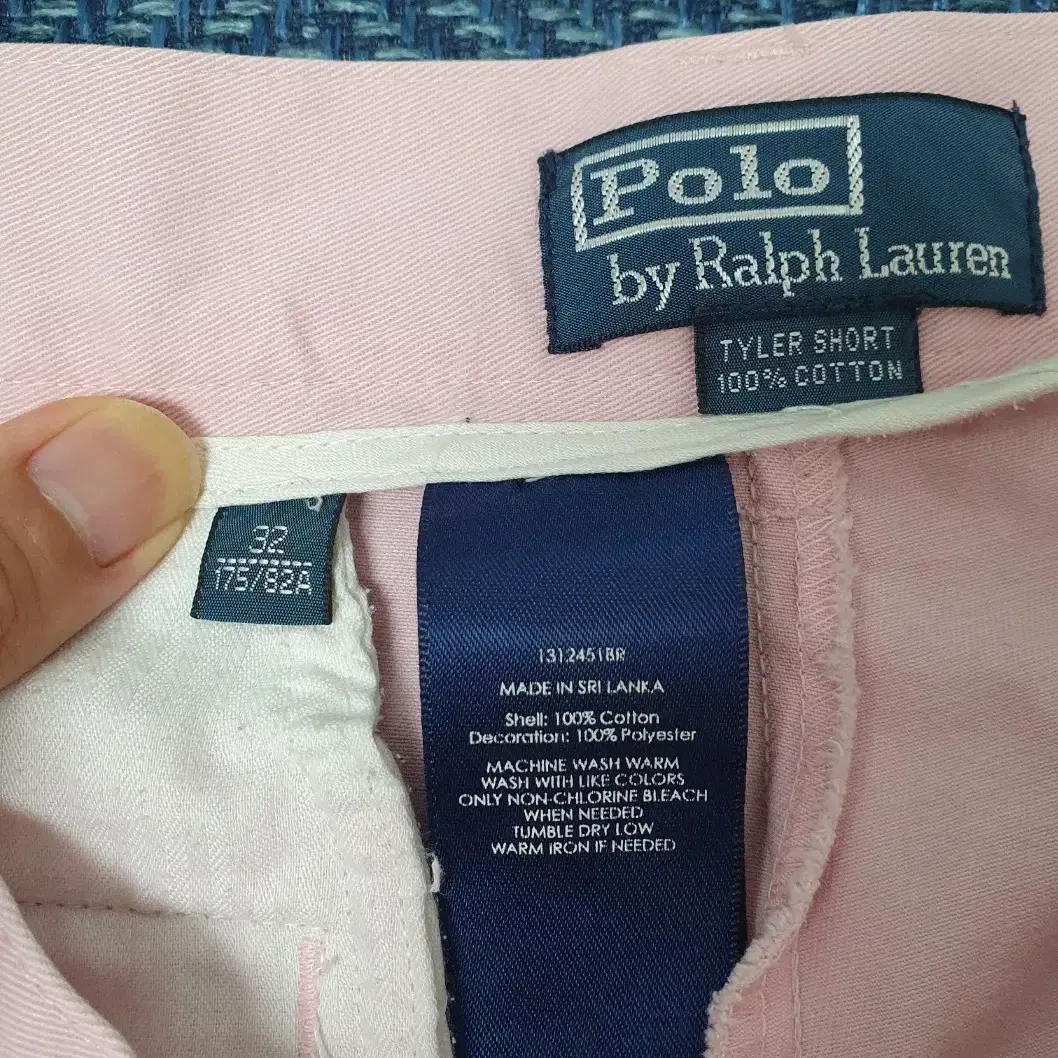 Polo
by Ralph Lauren
TYLER SHORT
100% COTTON
32
175/82A
1312451BR
MADE IN SRI LANKA
Shell: 100% Cotton
Decoration: 100% Polyester
MACHINE WASH WARM
WASH WITH LIKE COLORS
ONLY NON-CHLORINE BLEACH
WHEN NEEDED
TUMBLE DRY LOW
WARM IRON IF NEEDED